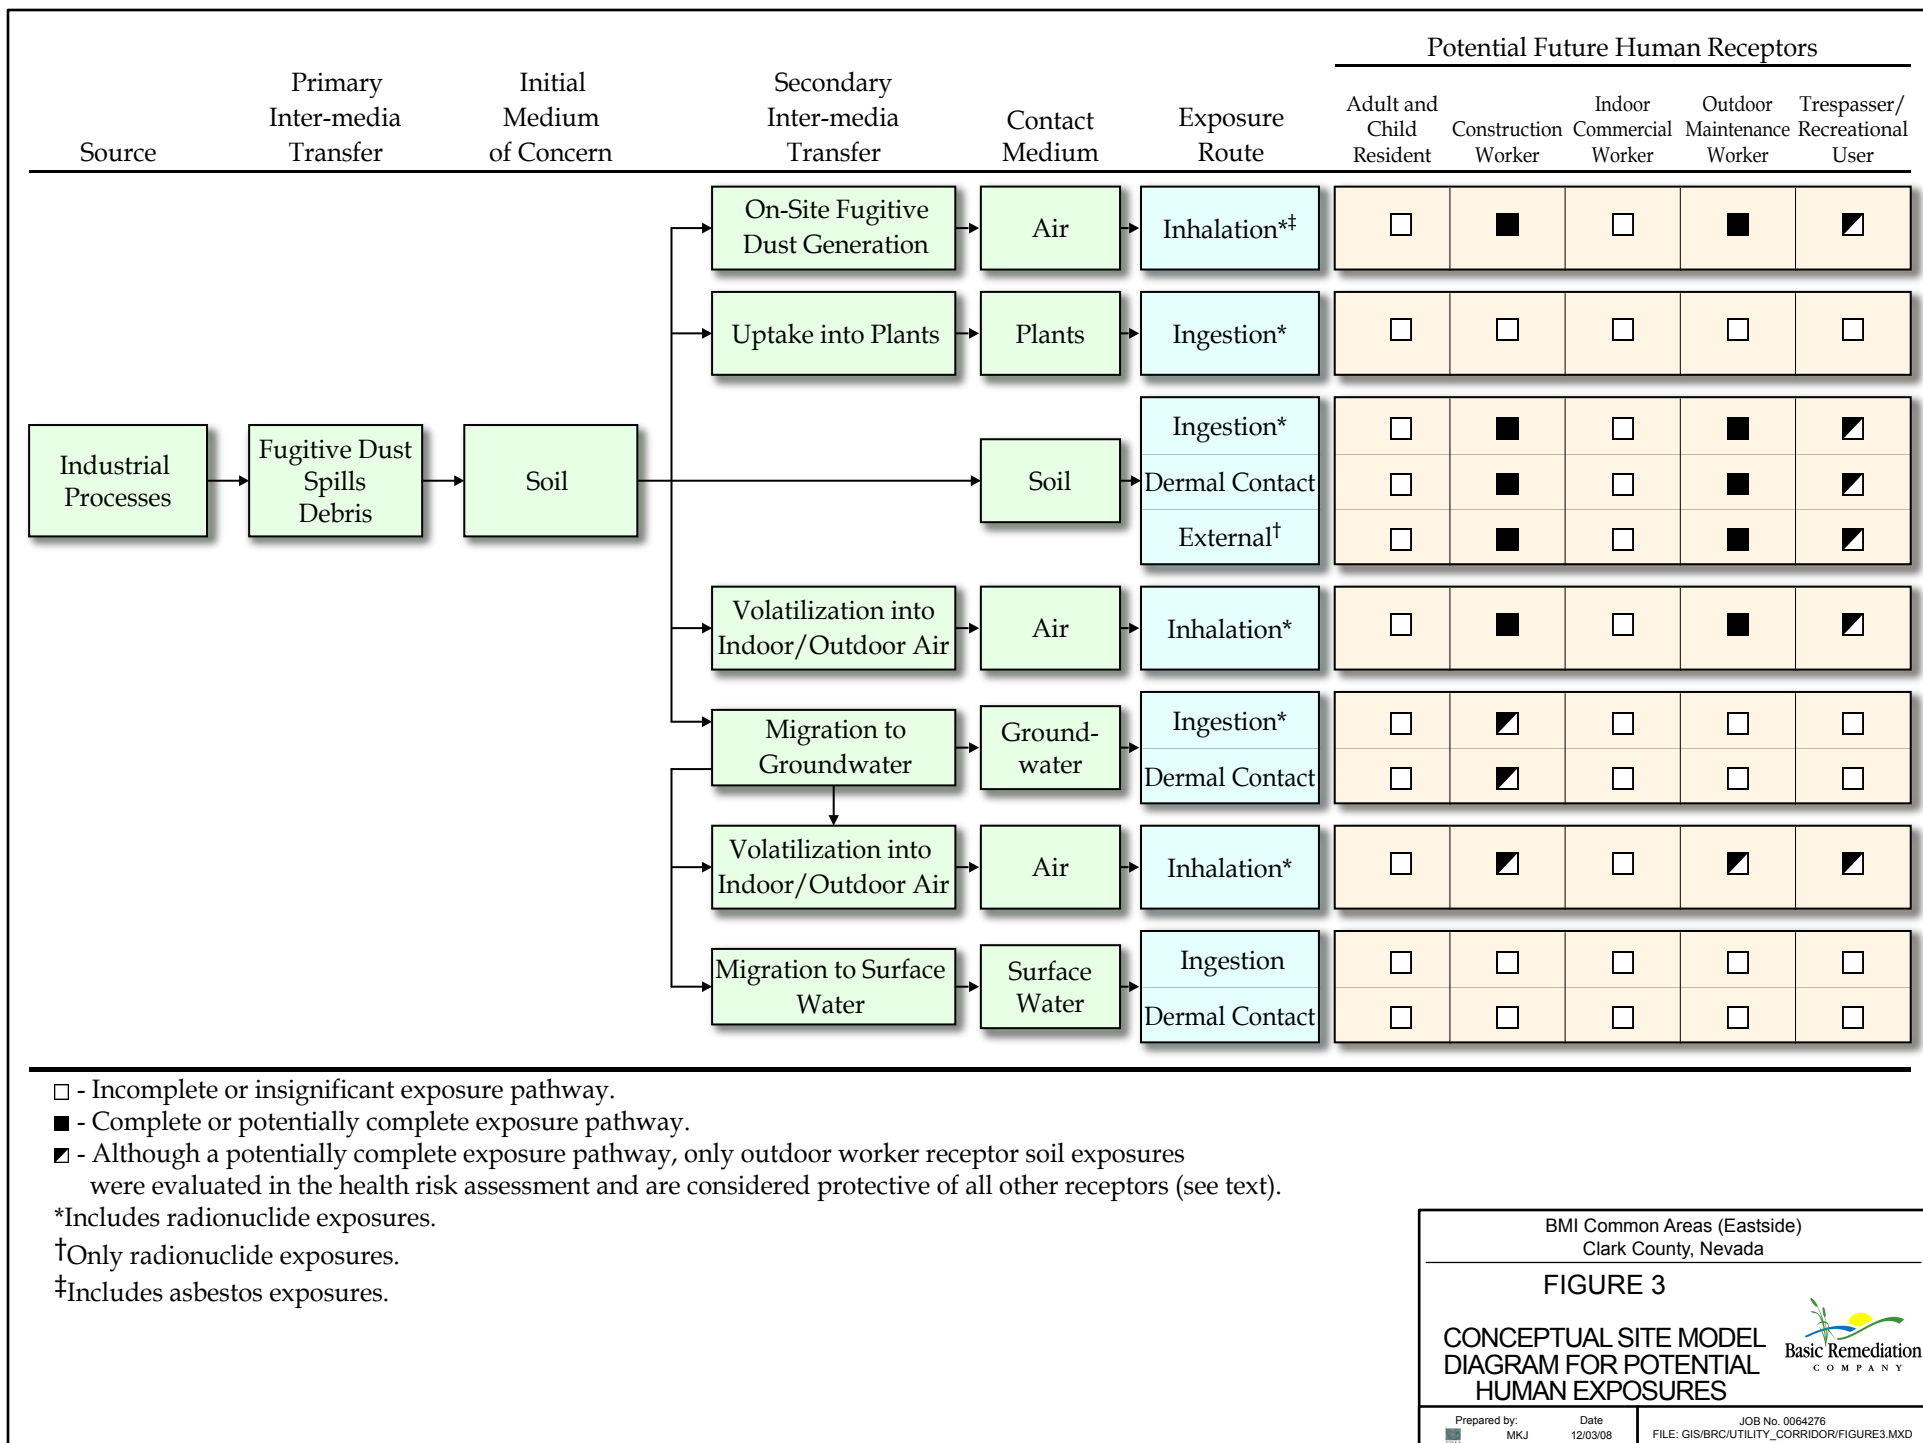 Potential Future Human Receptors
Source
Primary
Inter-media
Transfer
Initial
Medium
of Concern
Secondary
Inter-media
Transfer
Contact
Medium
Exposure
Route
Adult and
Child
Resident
Construction
Worker
Indoor
Commercial
Worker
Outdoor
Maintenance
Worker
Trespasser/
Recreational
User
On-Site Fugitive
Dust Generation
Air
Inhalation*‡
Uptake into Plants
Plants
Ingestion*
Industrial
Processes
Fugitive Dust
Spills
Debris
Soil
Soil
Ingestion*
Dermal Contact
External†
Volatilization into
Indoor/Outdoor Air
Air
Inhalation*
Migration to
Groundwater
Ground-
water
Ingestion*
Dermal Contact
Volatilization into
Indoor/Outdoor Air
Air
Inhalation*
Migration to Surface
Water
Surface
Water
Ingestion
Dermal Contact
□ - Incomplete or insignificant exposure pathway.
■ - Complete or potentially complete exposure pathway.
◩ - Although a potentially complete exposure pathway, only outdoor worker receptor soil exposures
were evaluated in the health risk assessment and are considered protective of all other receptors (see text).
*Includes radionuclide exposures.
†Only radionuclide exposures.
‡Includes asbestos exposures.
BMI Common Areas (Eastside)
Clark County, Nevada
FIGURE 3
CONCEPTUAL SITE MODEL
DIAGRAM FOR POTENTIAL
HUMAN EXPOSURES
Basic Remediation
COMPANY
Prepared by:
MKJ
Date
12/03/08
JOB No. 0064276
FILE: GIS/BRC/UTILITY_CORRIDOR/FIGURE3.MXD